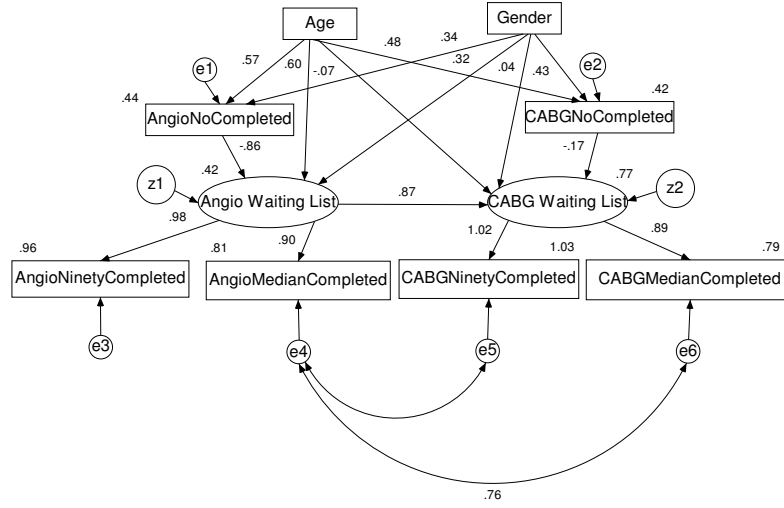 Age
Gender
.57
.60
-.07
.48
.34
.32
.04
.43
e1
e2
.44
AngioNoCompleted
CABGNoCompleted
.42
-.86
-.17
.42
.77
z1
Angio Waiting List
.87
CABG Waiting List
z2
.98
.90
1.02
.89
.96
.81
1.03
.79
AngioNinetyCompleted
AngioMedianCompleted
CABGNinetyCompleted
CABGMedianCompleted
e3
e4
e5
e6
.76